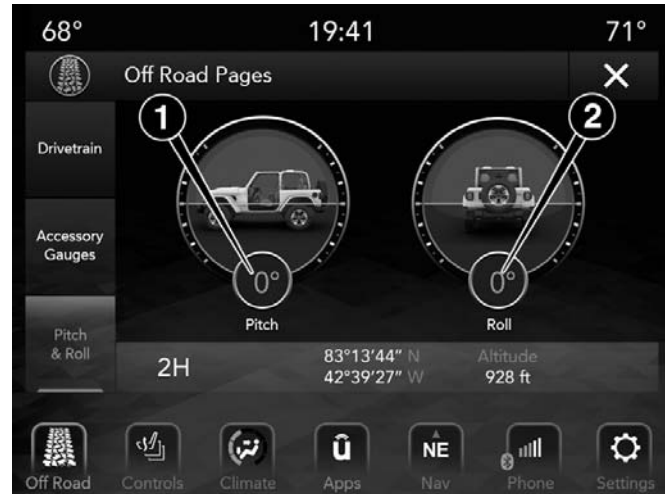 68° 19:41 71°
Off Road Pages
1 2
Drivetrain
Accessory
Gauges
Pitch
& Roll
0° 0°
Pitch Roll
2H
83°13'44" N
42°39'27" W
Altitude
928 ft
û NE
Off Road Controls Climate Apps Nav Phone Settings